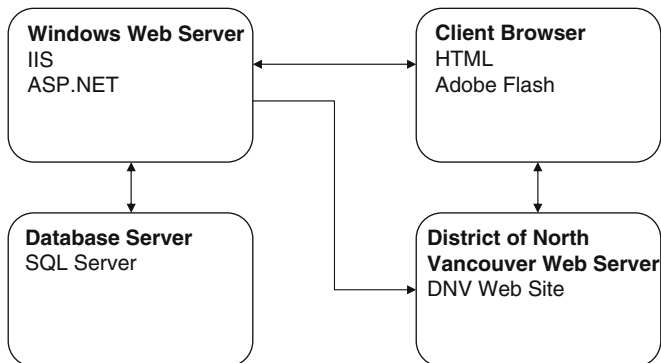 Windows Web Server
IIS
ASP.NET
Client Browser
HTML
Adobe Flash
Database Server
SQL Server
District of North
Vancouver Web Server
DNV Web Site